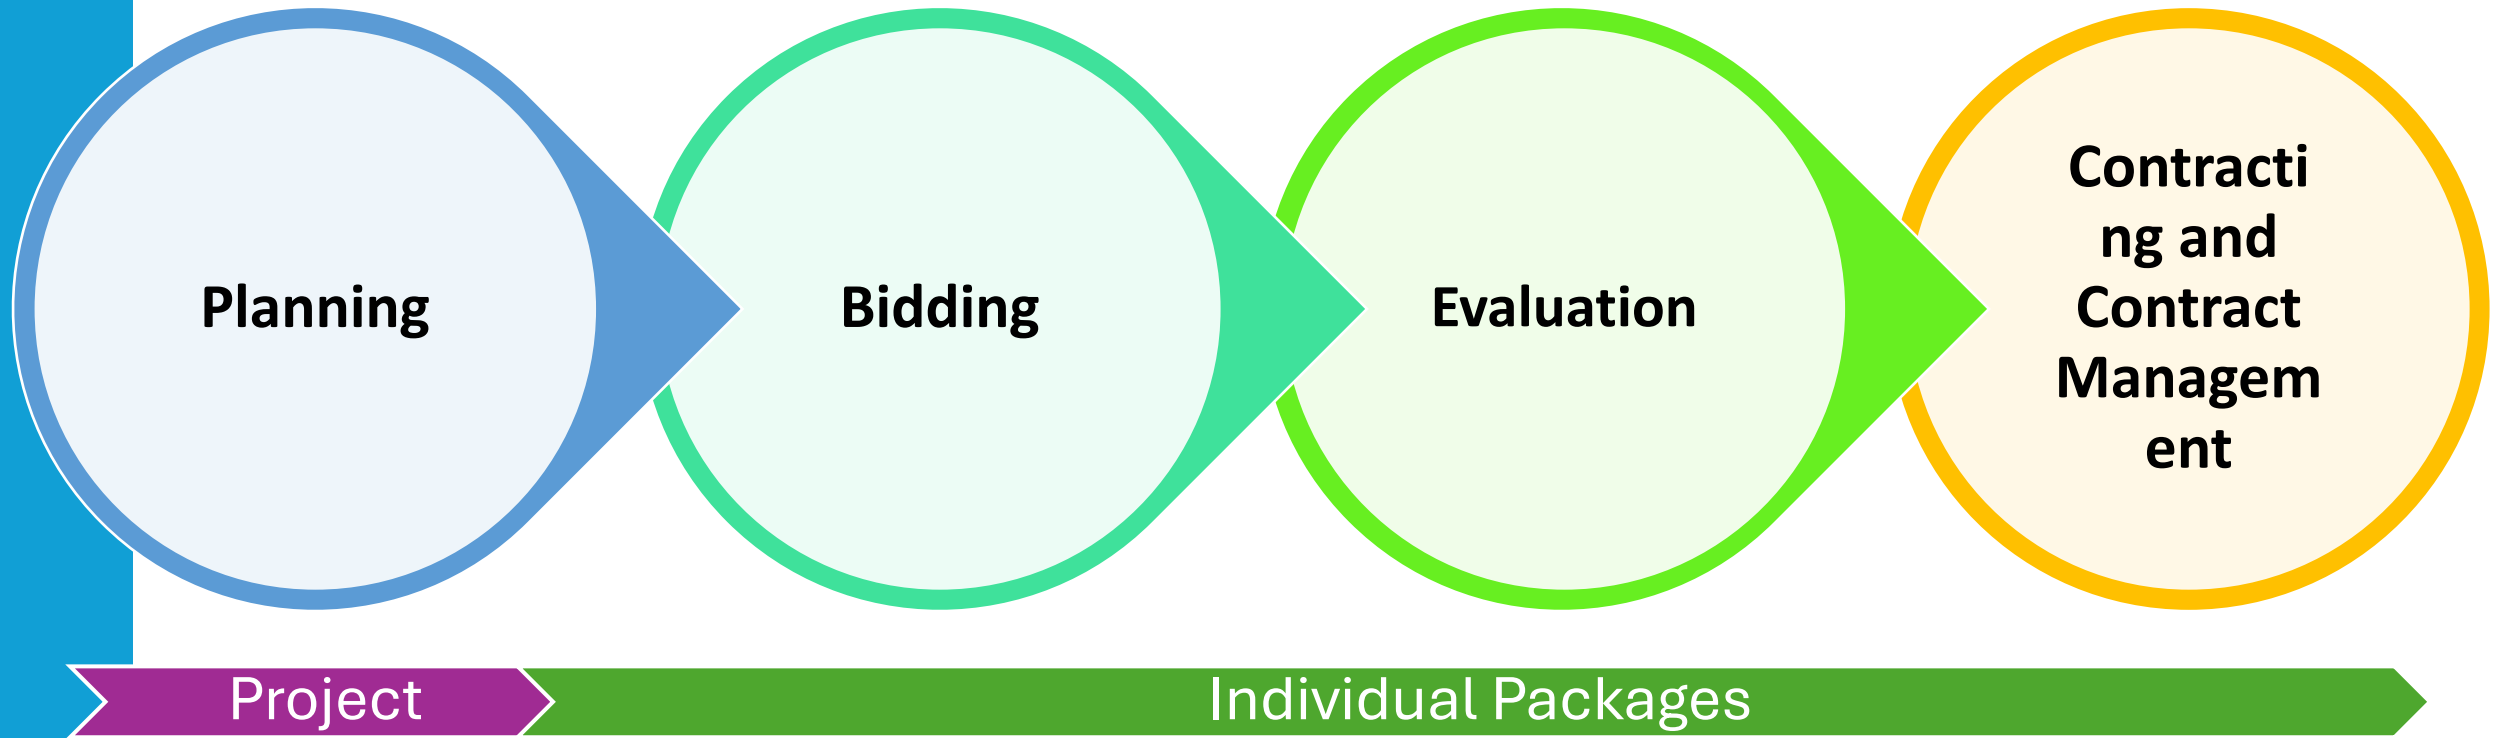 Planning
Bidding
Evaluation
Contracti
ng and
Contract
Managem
ent
Project
Individual Packages